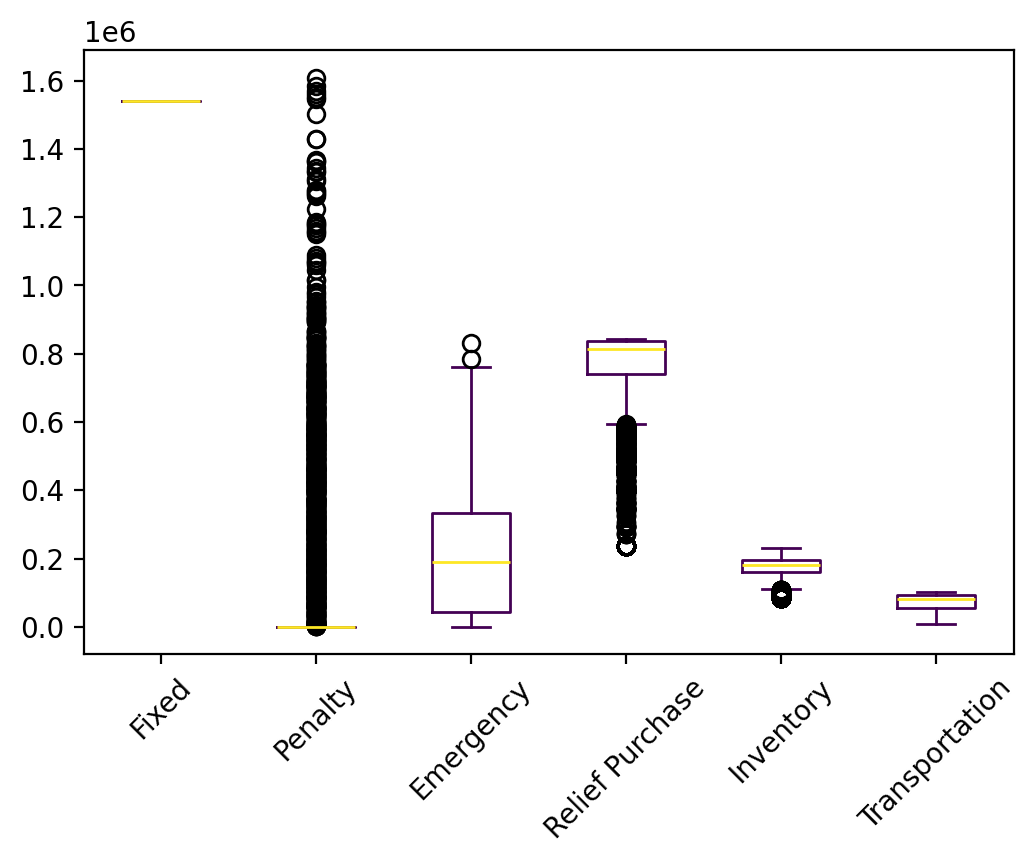 1e6
1.6
1.4
1.2
1.0
0.8
0.6
0.4
0.2
0.0
Fixed
Penalty
Emergency
Relief Purchase
Inventory
Transportation